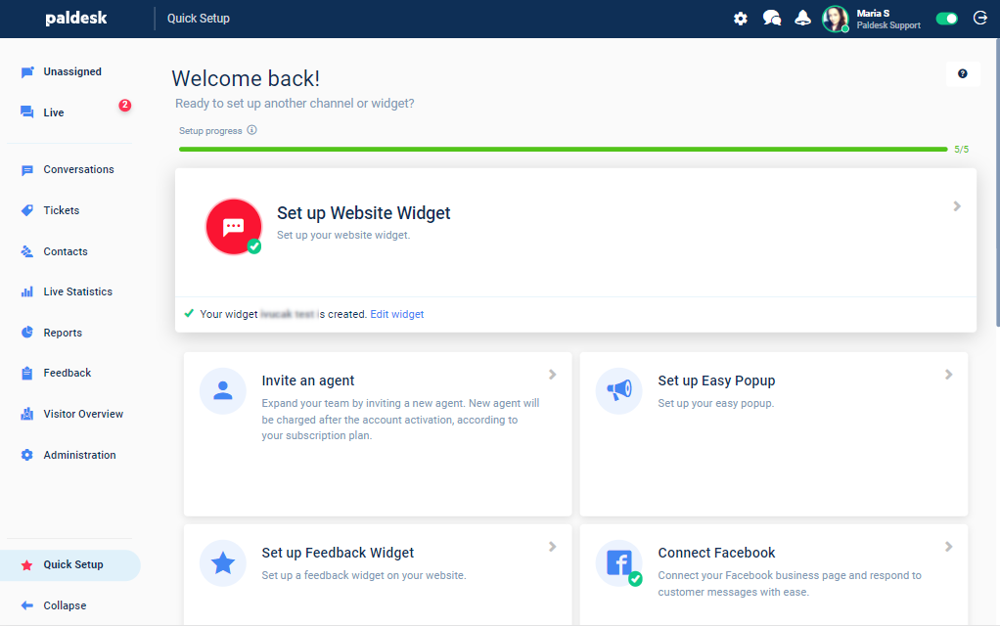 paldesk
Quick Setup
Maria S
Paldesk Support
Unassigned
Live
2
Conversations
Tickets
Contacts
Live Statistics
Reports
Feedback
Visitor Overview
Administration
Quick Setup
Collapse
Welcome back!
Ready to set up another channel or widget?
Setup progress
5/5
Set up Website Widget
Set up your website widget.
Your widget is created. Edit widget
Invite an agent
Expand your team by inviting a new agent. New agent will
be charged after the account activation, according to
your subscription plan.
Set up Easy Popup
Set up your easy popup.
Set up Feedback Widget
Set up a feedback widget on your website.
Connect Facebook
Connect your Facebook business page and respond to
customer messages with ease.